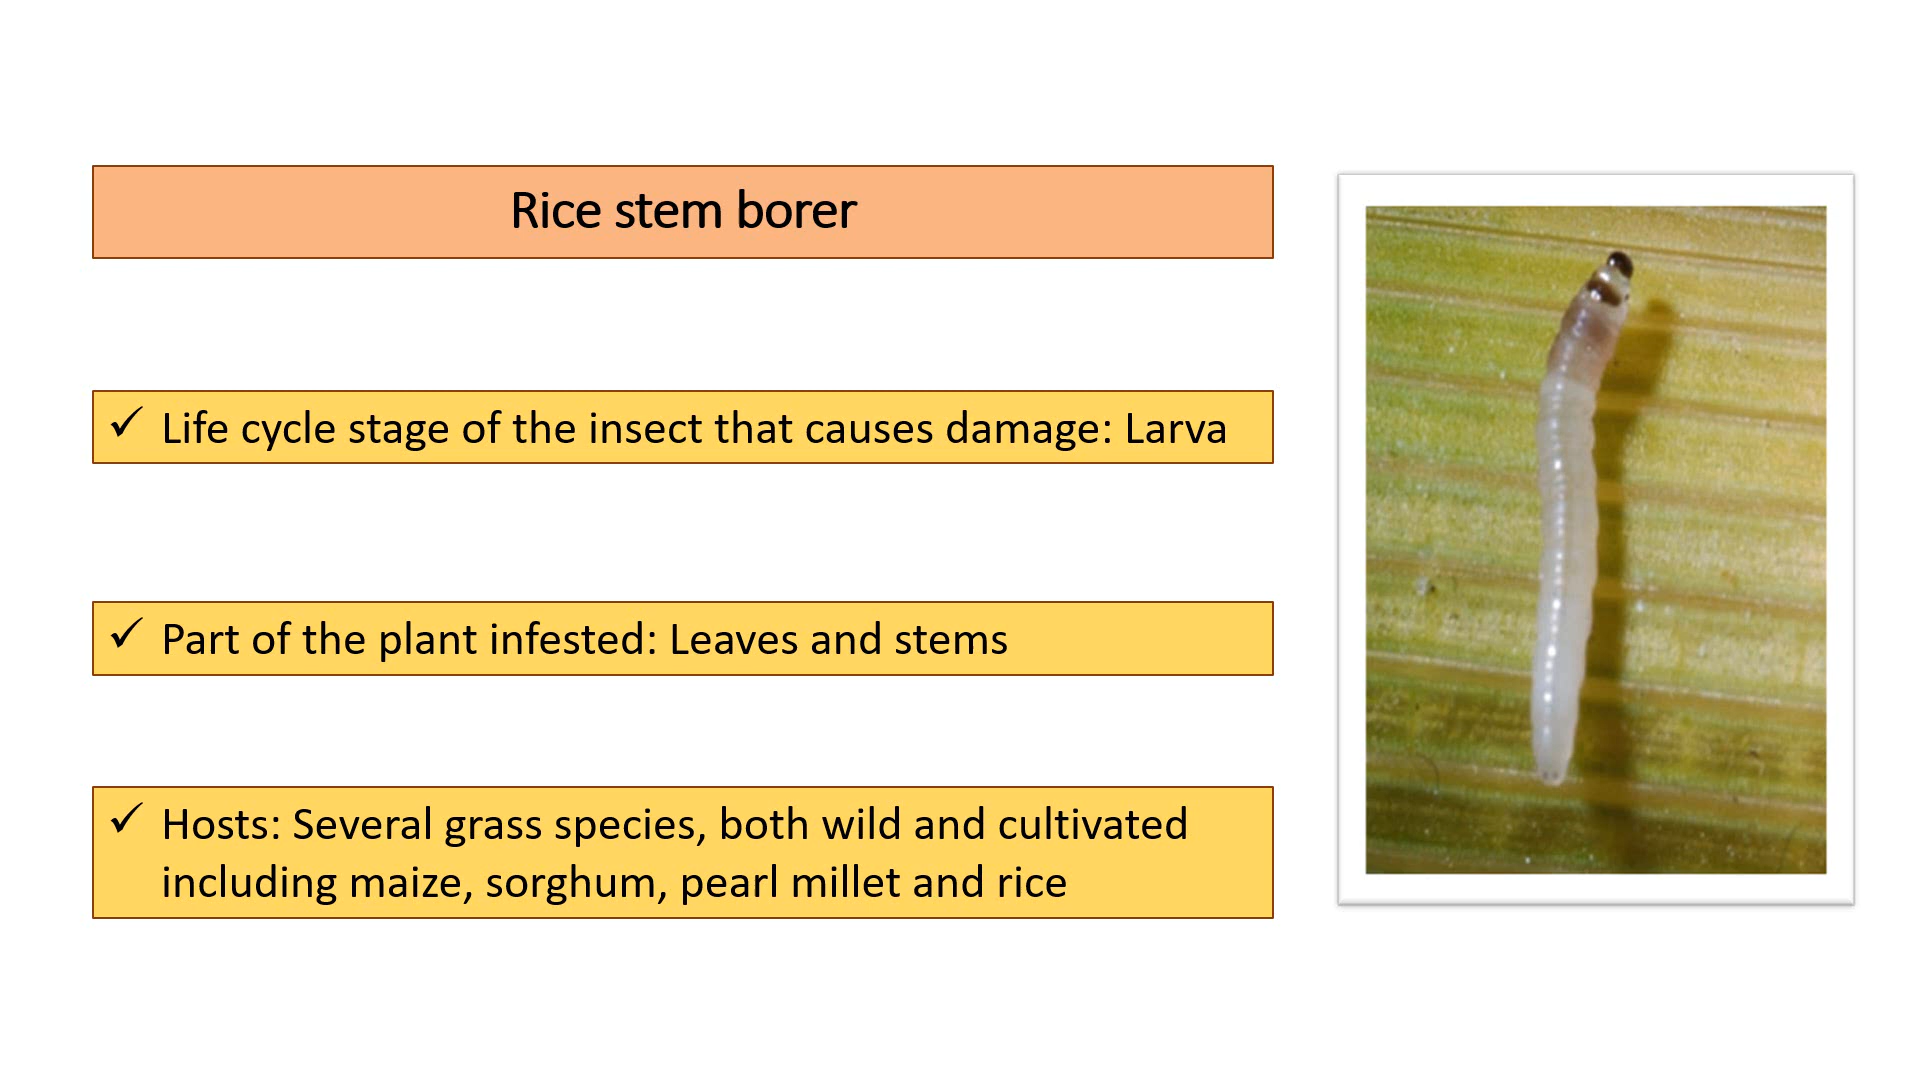 Rice stem borer
✓ Life cycle stage of the insect that causes damage: Larva
✓ Part of the plant infested: Leaves and stems
✓ Hosts: Several grass species, both wild and cultivated
including maize, sorghum, pearl millet and rice